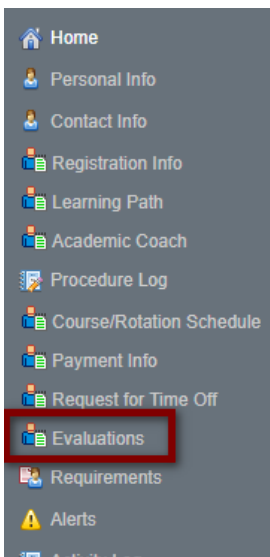 Home
Personal Info
Contact Info
Registration Info
Learning Path
Academic Coach
Procedure Log
Course/Rotation Schedule
Payment Info
Request for Time Off
Evaluations
Requirements
Alerts